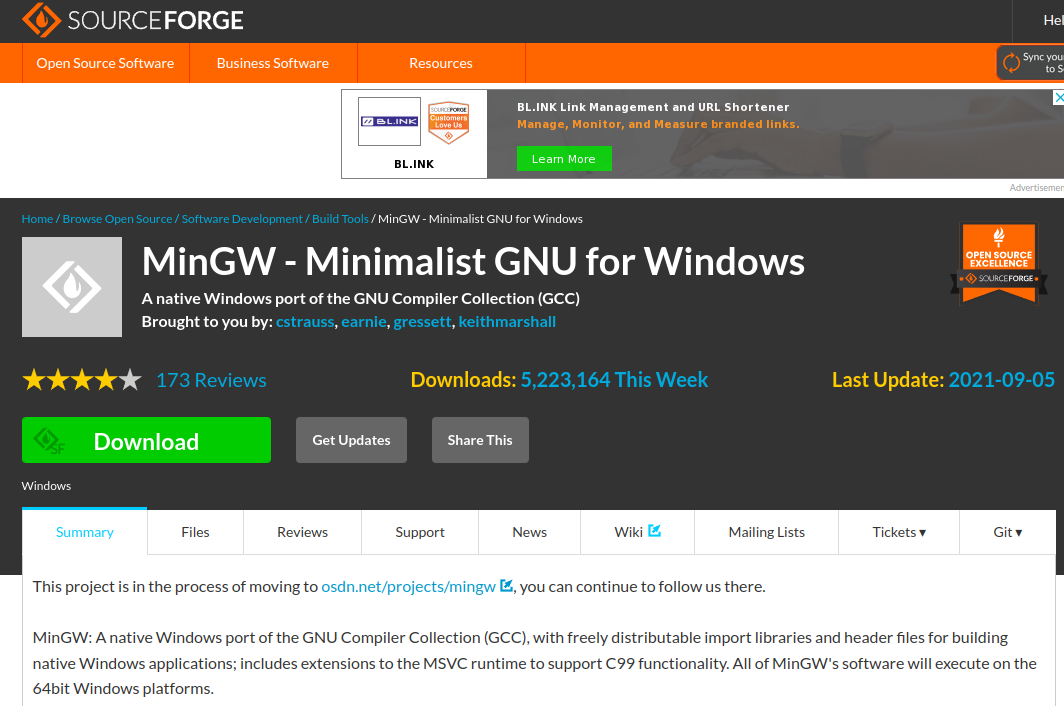 SOURCEFORGE
Hel
Open Source Software Business Software Resources
Sync your
to S
BL.INK
SOURCEFORGE
Customers
Love Us
BL.INK
BL.INK Link Management and URL Shortener
Manage, Monitor, and Measure branded links.
Learn More
Advertisemen
Home / Browse Open Source / Software Development / Build Tools / MinGW - Minimalist GNU for Windows
MinGW - Minimalist GNU for Windows
A native Windows port of the GNU Compiler Collection (GCC)
Brought to you by: cstrauss, earnie, gressett, keithmarshall
OPEN SOURCE
EXCELLENCE
SOURCEFORGE
173 Reviews Downloads: 5,223,164 This Week Last Update: 2021-09-05
SF Download Get Updates Share This
Windows
Summary Files Reviews Support News Wiki Mailing Lists Tickets ▾ Git ▾
This project is in the process of moving to osdn.net/projects/mingw, you can continue to follow us there.
MinGW: A native Windows port of the GNU Compiler Collection (GCC), with freely distributable import libraries and header files for building
native Windows applications; includes extensions to the MSVC runtime to support C99 functionality. All of MinGW's software will execute on the
64bit Windows platforms.